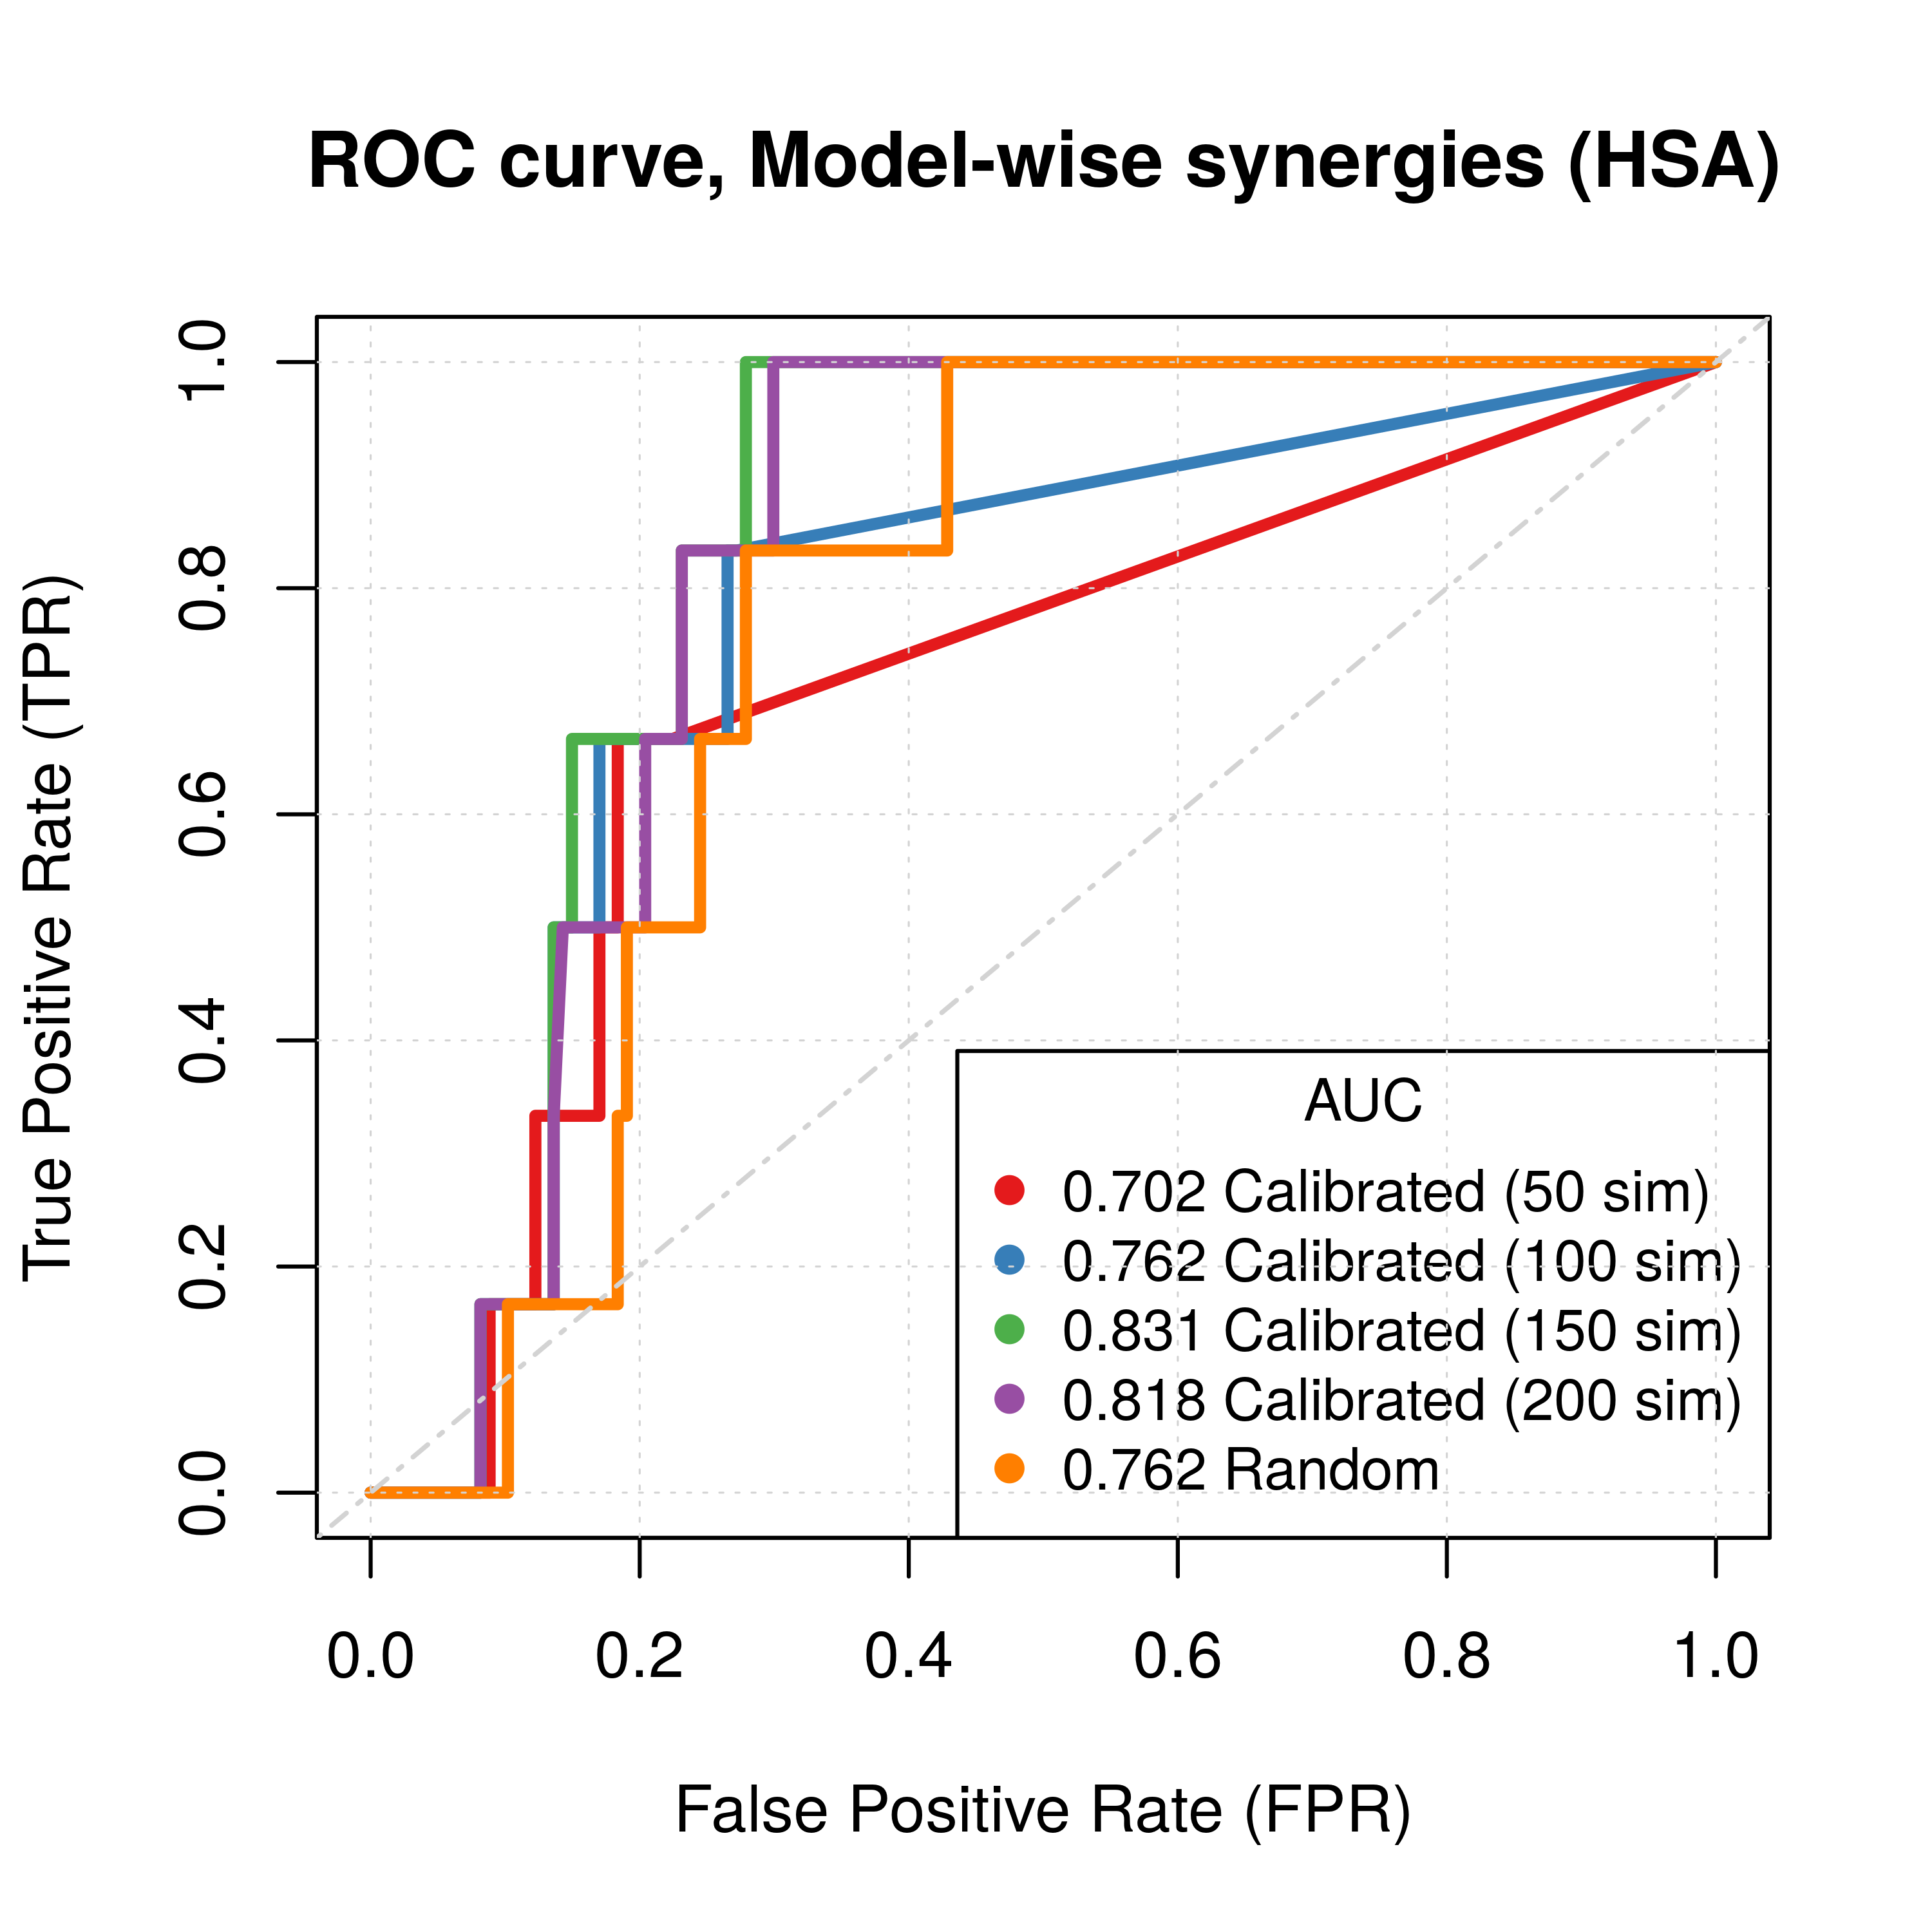 ROC curve, Model-wise synergies (HSA)
True Positive Rate (TPR)
1.0
0.8
0.6
0.4
0.2
0.0
AUC
0.702 Calibrated (50 sim)
0.762 Calibrated (100 sim)
0.831 Calibrated (150 sim)
0.818 Calibrated (200 sim)
0.762 Random
0.0 0.2 0.4 0.6 0.8 1.0
False Positive Rate (FPR)